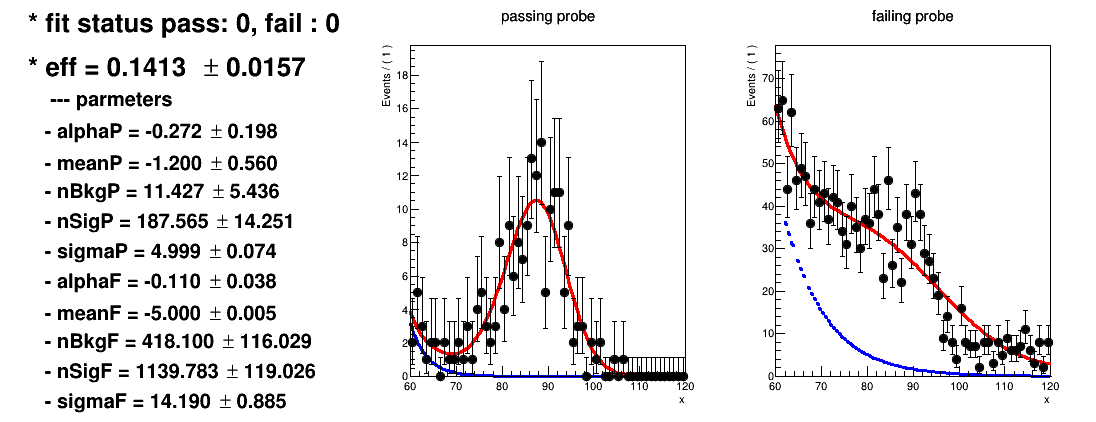 * fit status pass: 0, fail : 0
* eff = 0.1413 ± 0.0157
--- parmeters
- alphaP = -0.272 ± 0.198
- meanP = -1.200 ± 0.560
- nBkgP = 11.427 ± 5.436
- nSigP = 187.565 ± 14.251
- sigmaP = 4.999 ± 0.074
- alphaF = -0.110 ± 0.038
- meanF = -5.000 ± 0.005
- nBkgF = 418.100 ± 116.029
- nSigF = 1139.783 ± 119.026
- sigmaF = 14.190 ± 0.885
passing probe
Events / ( 1 )
18
16
14
12
10
8
6
4
2
0
60 70 80 90 100 110 120
x
failing probe
Events / ( 1 )
70
60
50
40
30
20
10
0
60 70 80 90 100 110 120
x